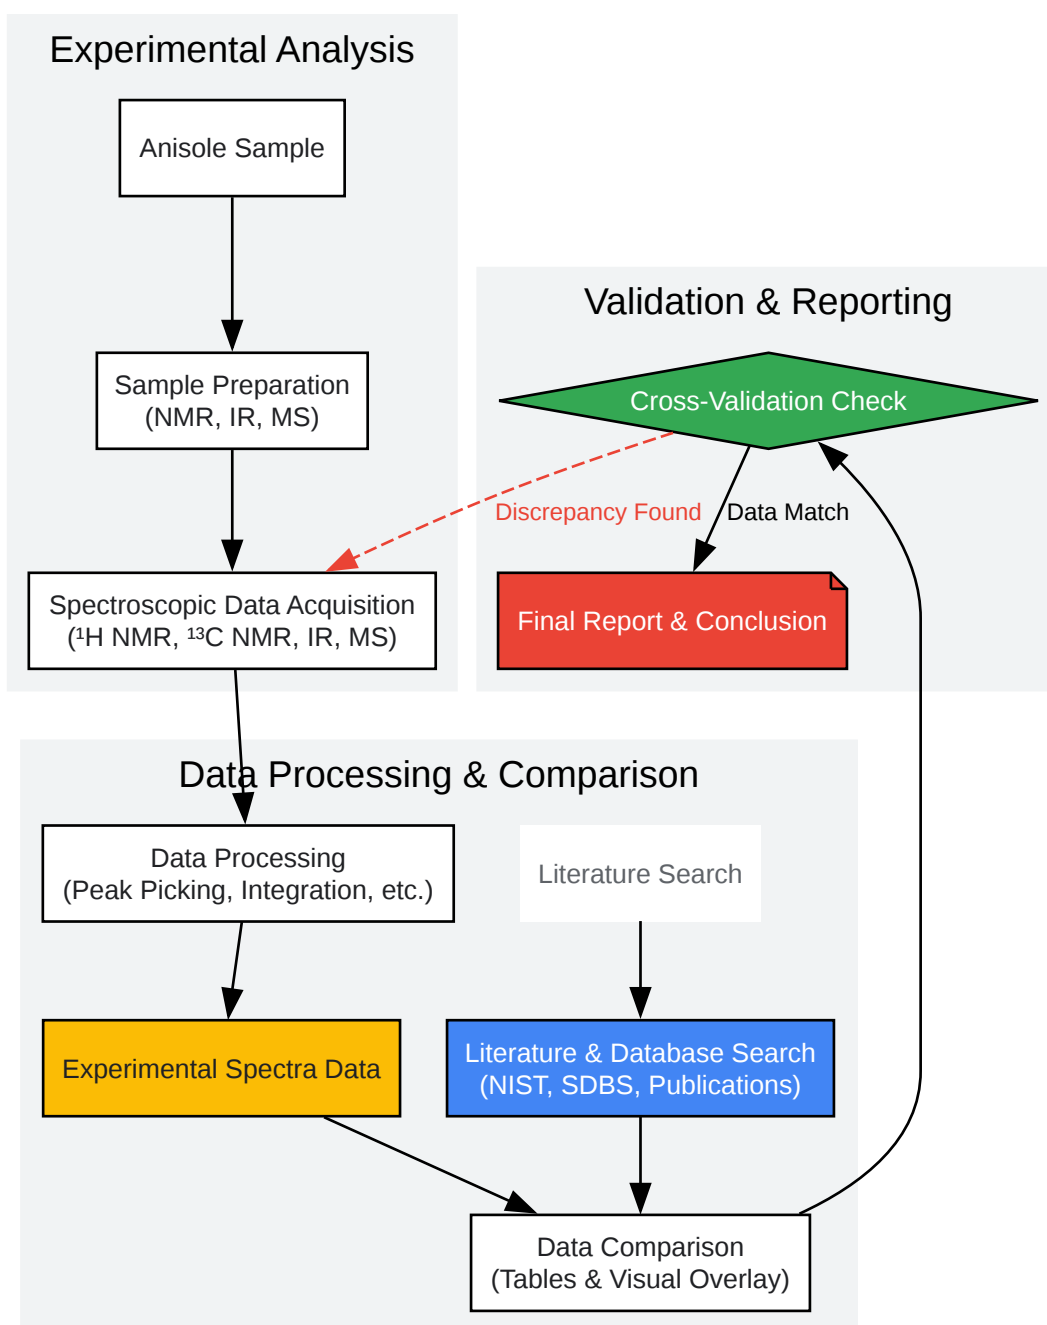 Experimental Analysis
Anisole Sample
Sample Preparation
(NMR, IR, MS)
Spectroscopic Data Acquisition
(¹H NMR, ¹³C NMR, IR, MS)
Validation & Reporting
Cross-Validation Check
Discrepancy Found
Data Match
Final Report & Conclusion
Data Processing & Comparison
Data Processing
(Peak Picking, Integration, etc.)
Literature Search
Experimental Spectra Data
Literature & Database Search
(NIST, SDBS, Publications)
Data Comparison
(Tables & Visual Overlay)